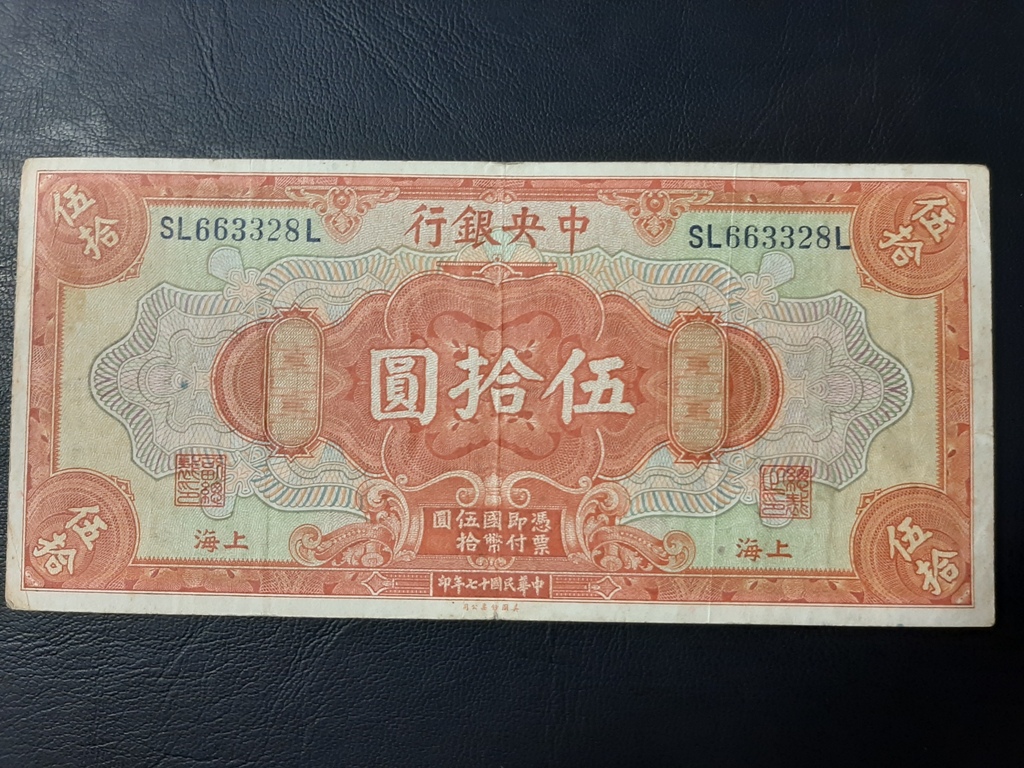 伍拾
伍拾
SL663328L
SL663328L
中央銀行
伍拾圓
上海
上海
憑票
即付
國幣
伍拾
圓
伍拾
伍拾
中華民國十七年印